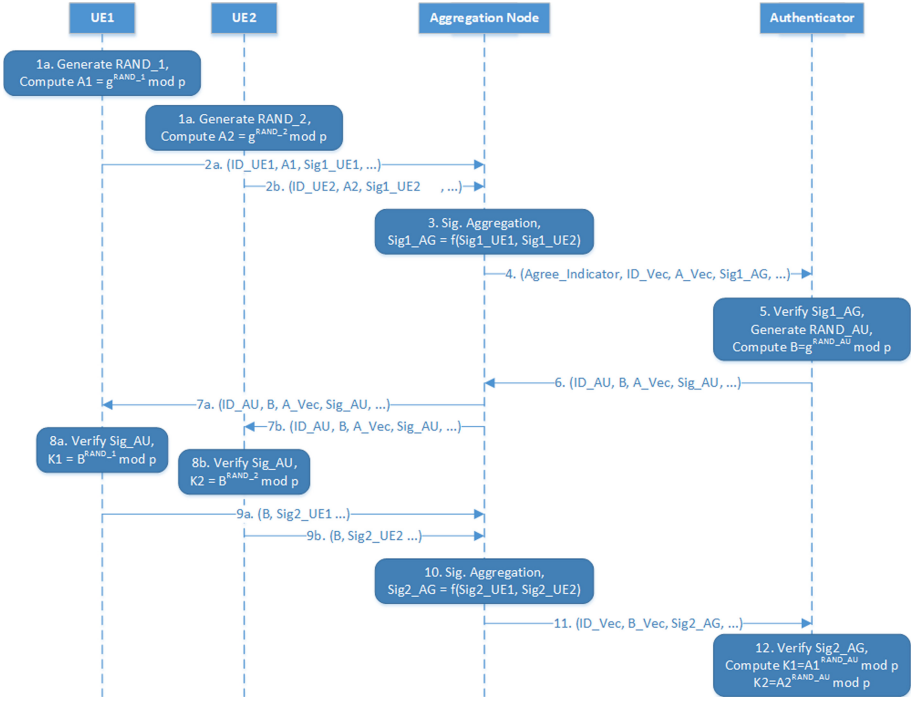 UE1
UE2
Aggregation Node
Authenticator
1a. Generate RAND_1,
Compute A1 = g^RAND_1 mod p
1a. Generate RAND_2,
Compute A2 = g^RAND_2 mod p
2a. (ID_UE1, A1, Sig1_UE1, ...)
2b. (ID_UE2, A2, Sig1_UE2 , ...)
3. Sig. Aggregation,
Sig1_AG = f(Sig1_UE1, Sig1_UE2)
4. (Agree_Indicator, ID_Vec, A_Vec, Sig1_AG, ...)
5. Verify Sig1_AG,
Generate RAND_AU,
Compute B=g^RAND_AU mod p
6. (ID_AU, B, A_Vec, Sig_AU, ...)
7a. (ID_AU, B, A_Vec, Sig_AU, ...)
7b. (ID_AU, B, A_Vec, Sig_AU, ...)
8a. Verify Sig_AU,
K1 = B^RAND_1 mod p
8b. Verify Sig_AU,
K2 = B^RAND_2 mod p
9a. (B, Sig2_UE1 ...)
9b. (B, Sig2_UE2 ...)
10. Sig. Aggregation,
Sig2_AG = f(Sig2_UE1, Sig2_UE2)
11. (ID_Vec, B_Vec, Sig2_AG, ...)
12. Verify Sig2_AG,
Compute K1=A1^RAND_AU mod p
K2=A2^RAND_AU mod p